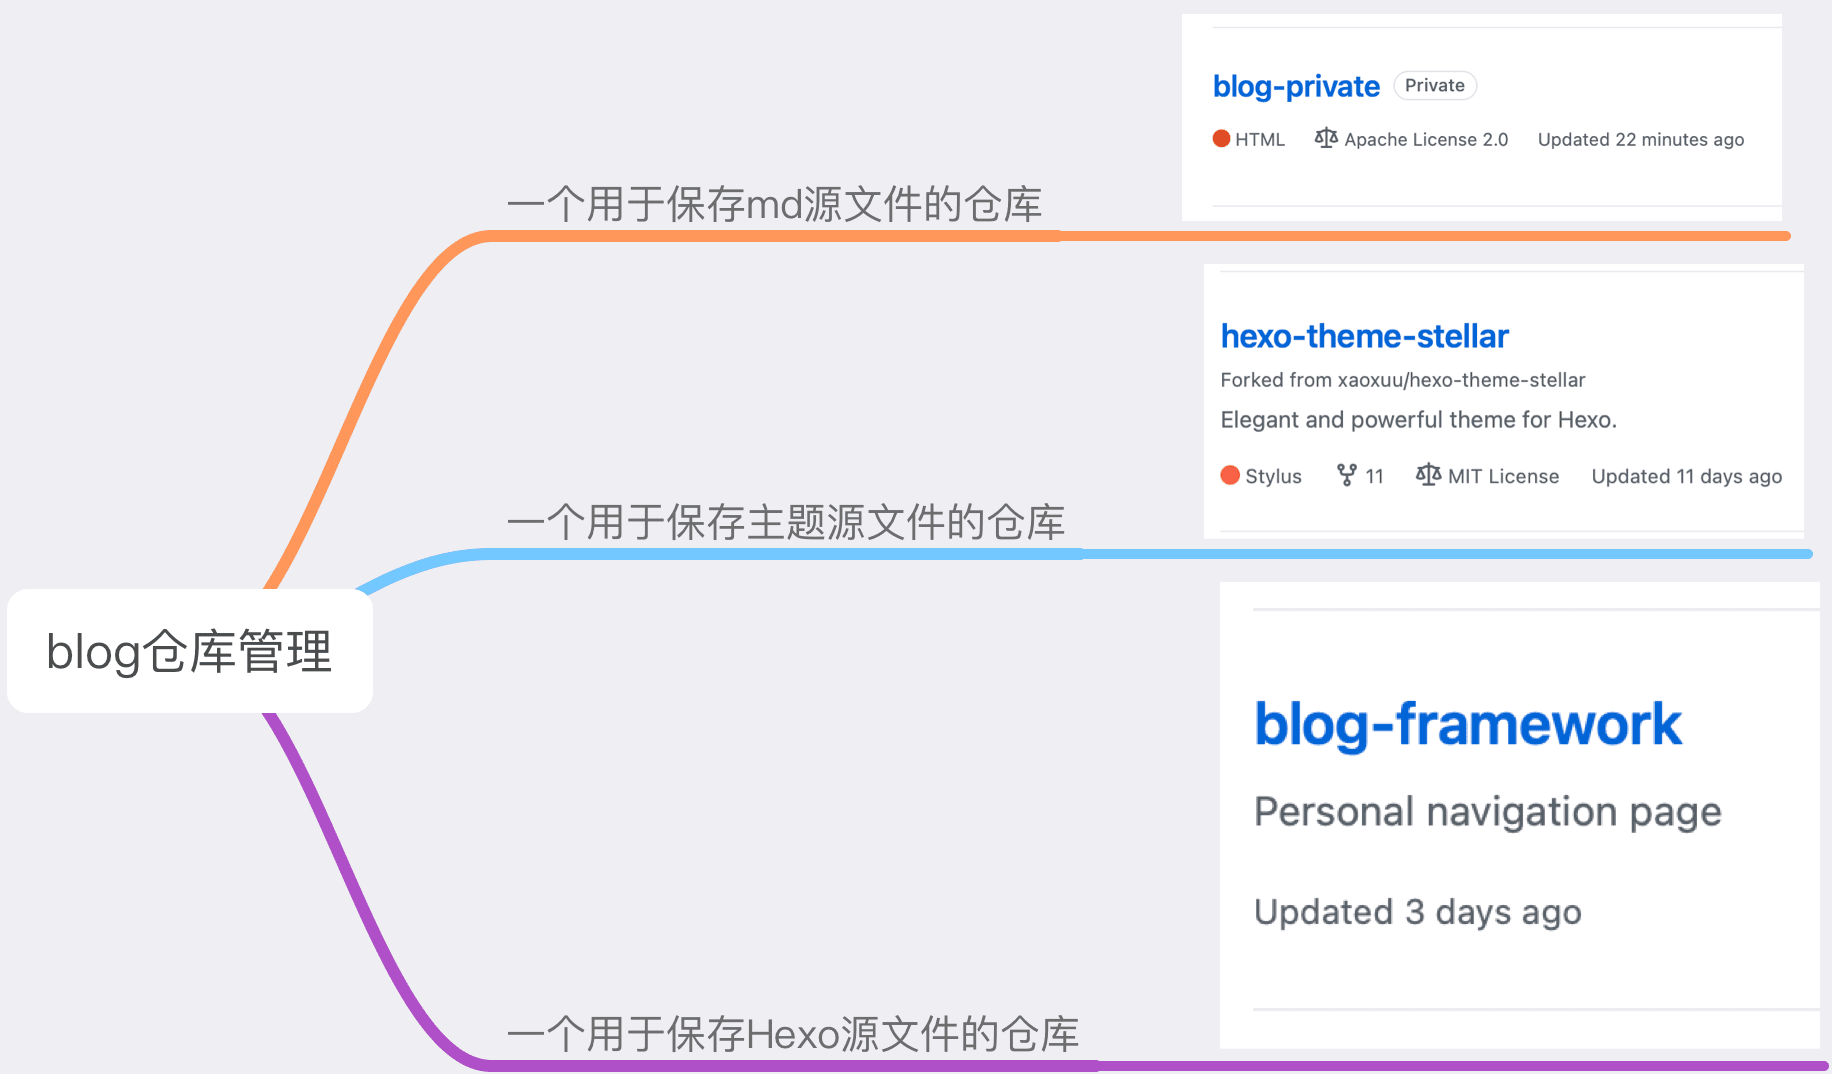 blog仓库管理
一个用于保存md源文件的仓库
blog-private Private
HTML Apache License 2.0 Updated 22 minutes ago
一个用于保存主题源文件的仓库
hexo-theme-stellar
Forked from xaoxuu/hexo-theme-stellar
Elegant and powerful theme for Hexo.
Stylus 11 MIT License Updated 11 days ago
一个用于保存Hexo源文件的仓库
blog-framework
Personal navigation page
Updated 3 days ago